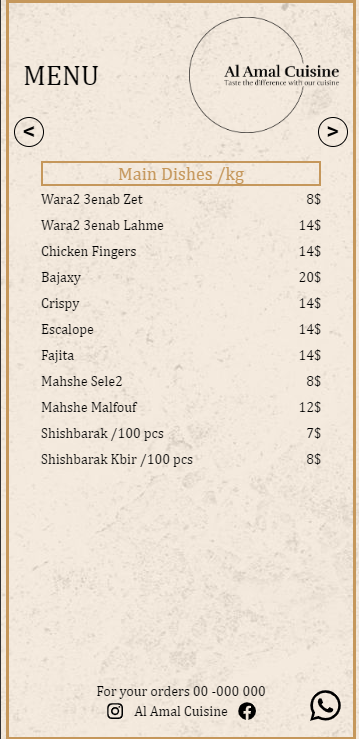 MENU
Al Amal Cuisine
Taste the difference with our cuisine
<
>
Main Dishes /kg
Wara2 3enab Zet 8$
Wara2 3enab Lahme 14$
Chicken Fingers 14$
Bajaxy 20$
Crispy 14$
Escalope 14$
Fajita 14$
Mahshe Sele2 8$
Mahshe Malfouf 12$
Shishbarak /100 pcs 7$
Shishbarak Kbir /100 pcs 8$
For your orders 00 -000 000
Al Amal Cuisine